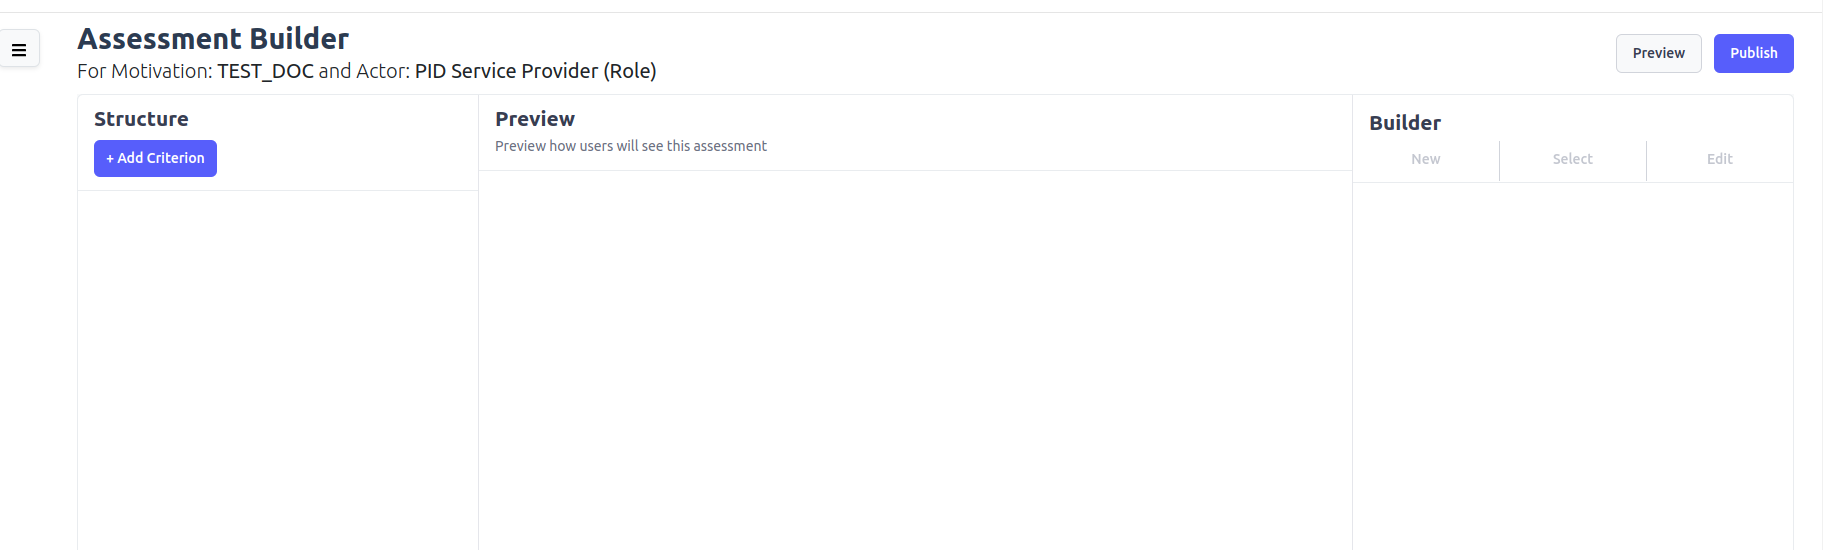 Assessment Builder
For Motivation: TEST_DOC and Actor: PID Service Provider (Role)
Preview
Publish
Structure
+ Add Criterion
Preview
Preview how users will see this assessment
Builder
New
Select
Edit